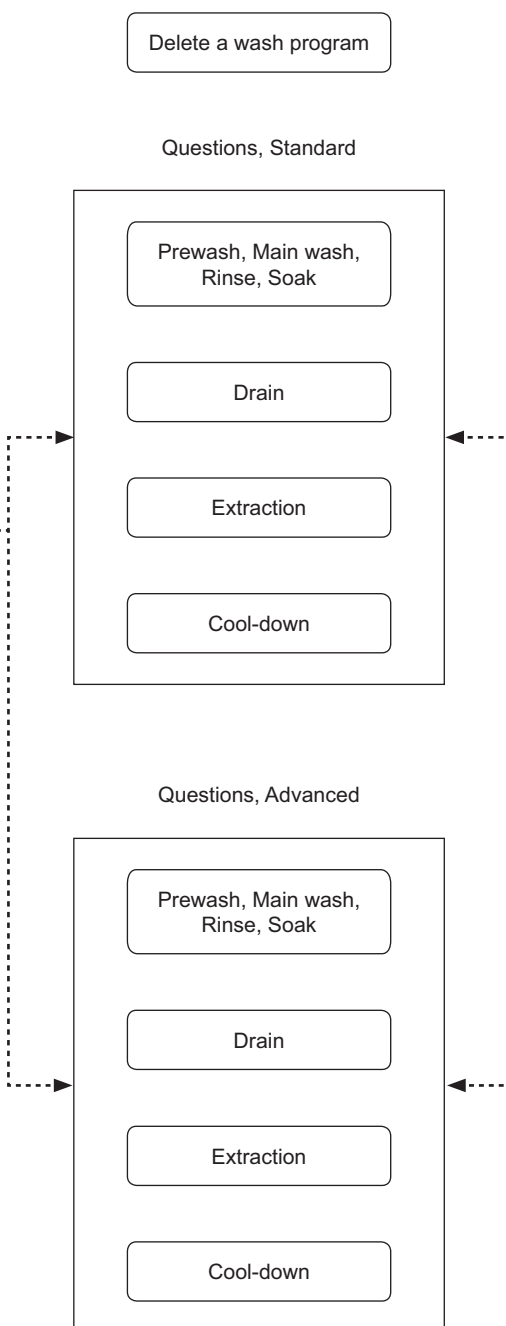 Delete a wash program
Questions, Standard
Prewash, Main wash,
Rinse, Soak
Drain
Extraction
Cool-down
Questions, Advanced
Prewash, Main wash,
Rinse, Soak
Drain
Extraction
Cool-down